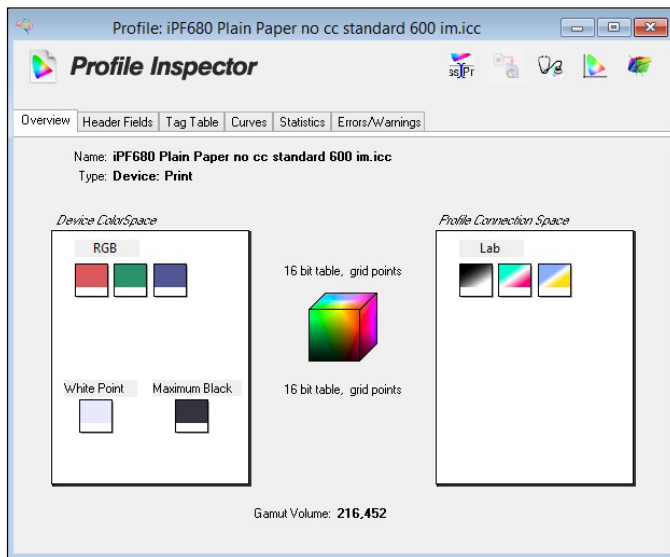 Profile: iPF680 Plain Paper no cc standard 600 im.icc
Profile Inspector
Overview
Header Fields
Tag Table
Curves
Statistics
Errors/Warnings
Name: iPF680 Plain Paper no cc standard 600 im.icc
Type: Device: Print
Device ColorSpace
Profile Connection Space
RGB
Lab
16 bit table, grid points
White Point
Maximum Black
16 bit table, grid points
Gamut Volume: 216,452